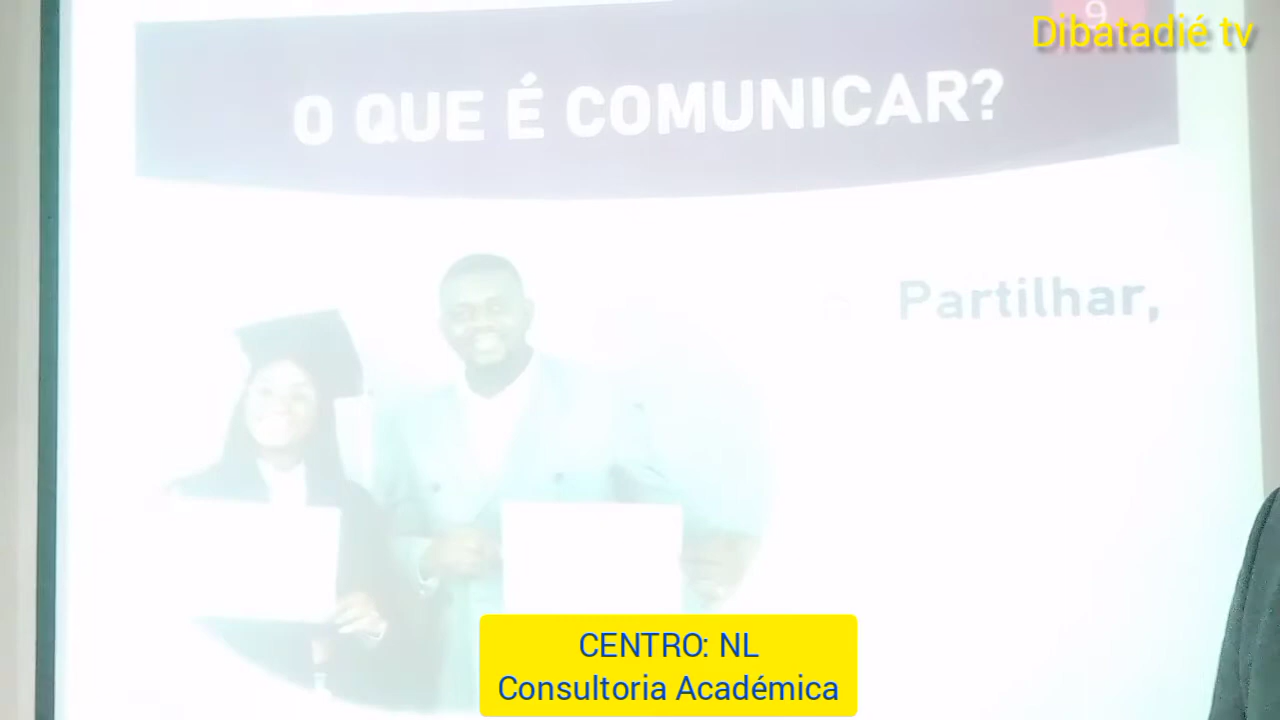 9
Dibatadié tv
O QUE É COMUNICAR?
Partilhar,
CENTRO: NL
Consultoria Académica